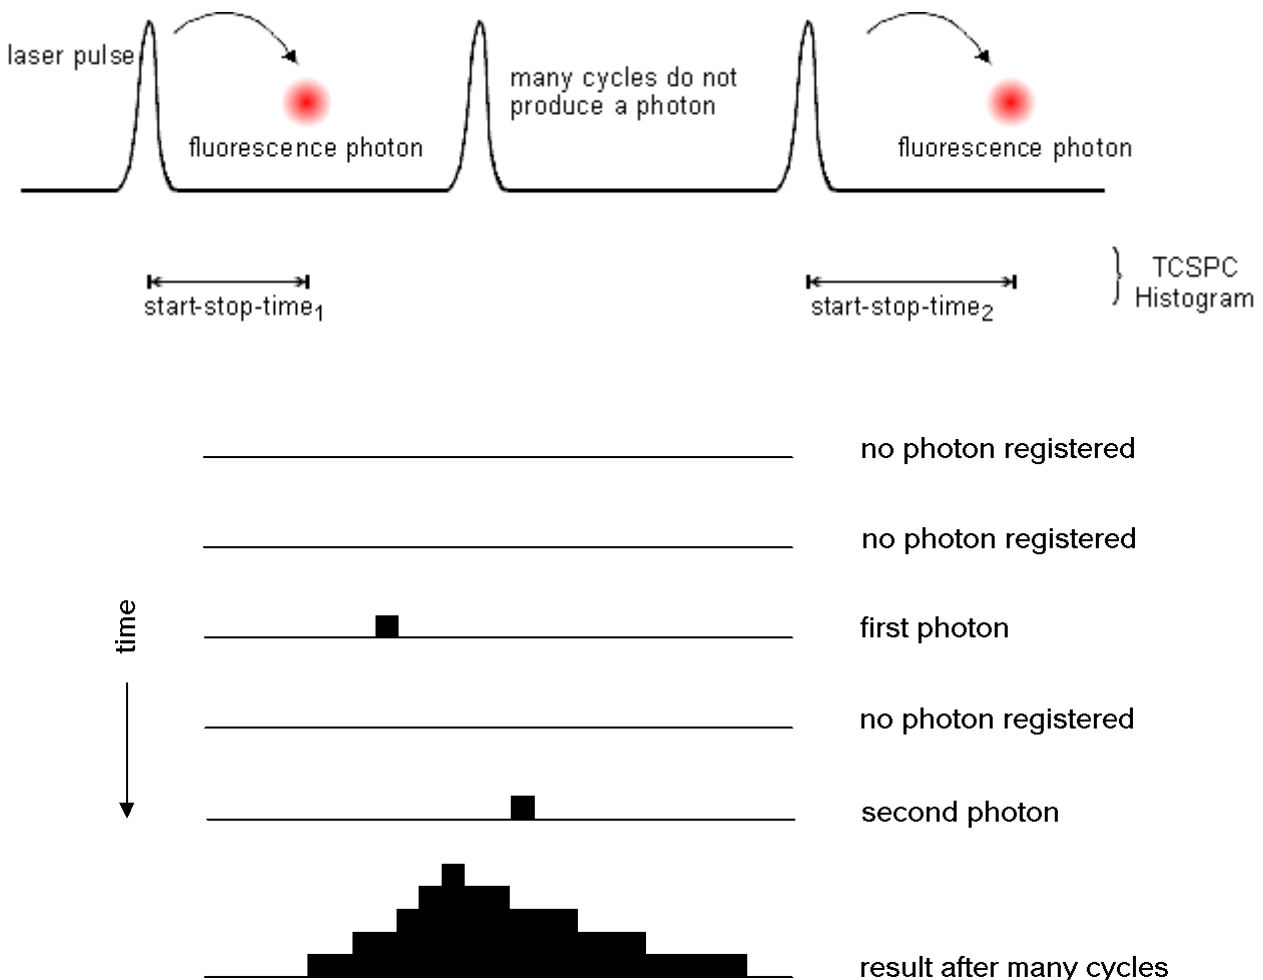 laser pulse
many cycles do not
produce a photon
fluorescence photon
fluorescence photon
start-stop-time1
start-stop-time2
TCSPC
Histogram
no photon registered
no photon registered
time
first photon
no photon registered
second photon
result after many cycles